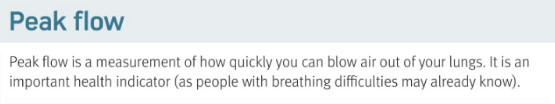 Peak flow
Peak flow is a measurement of how quickly you can blow air out of your lungs. It is an
important health indicator (as people with breathing difficulties may already know).